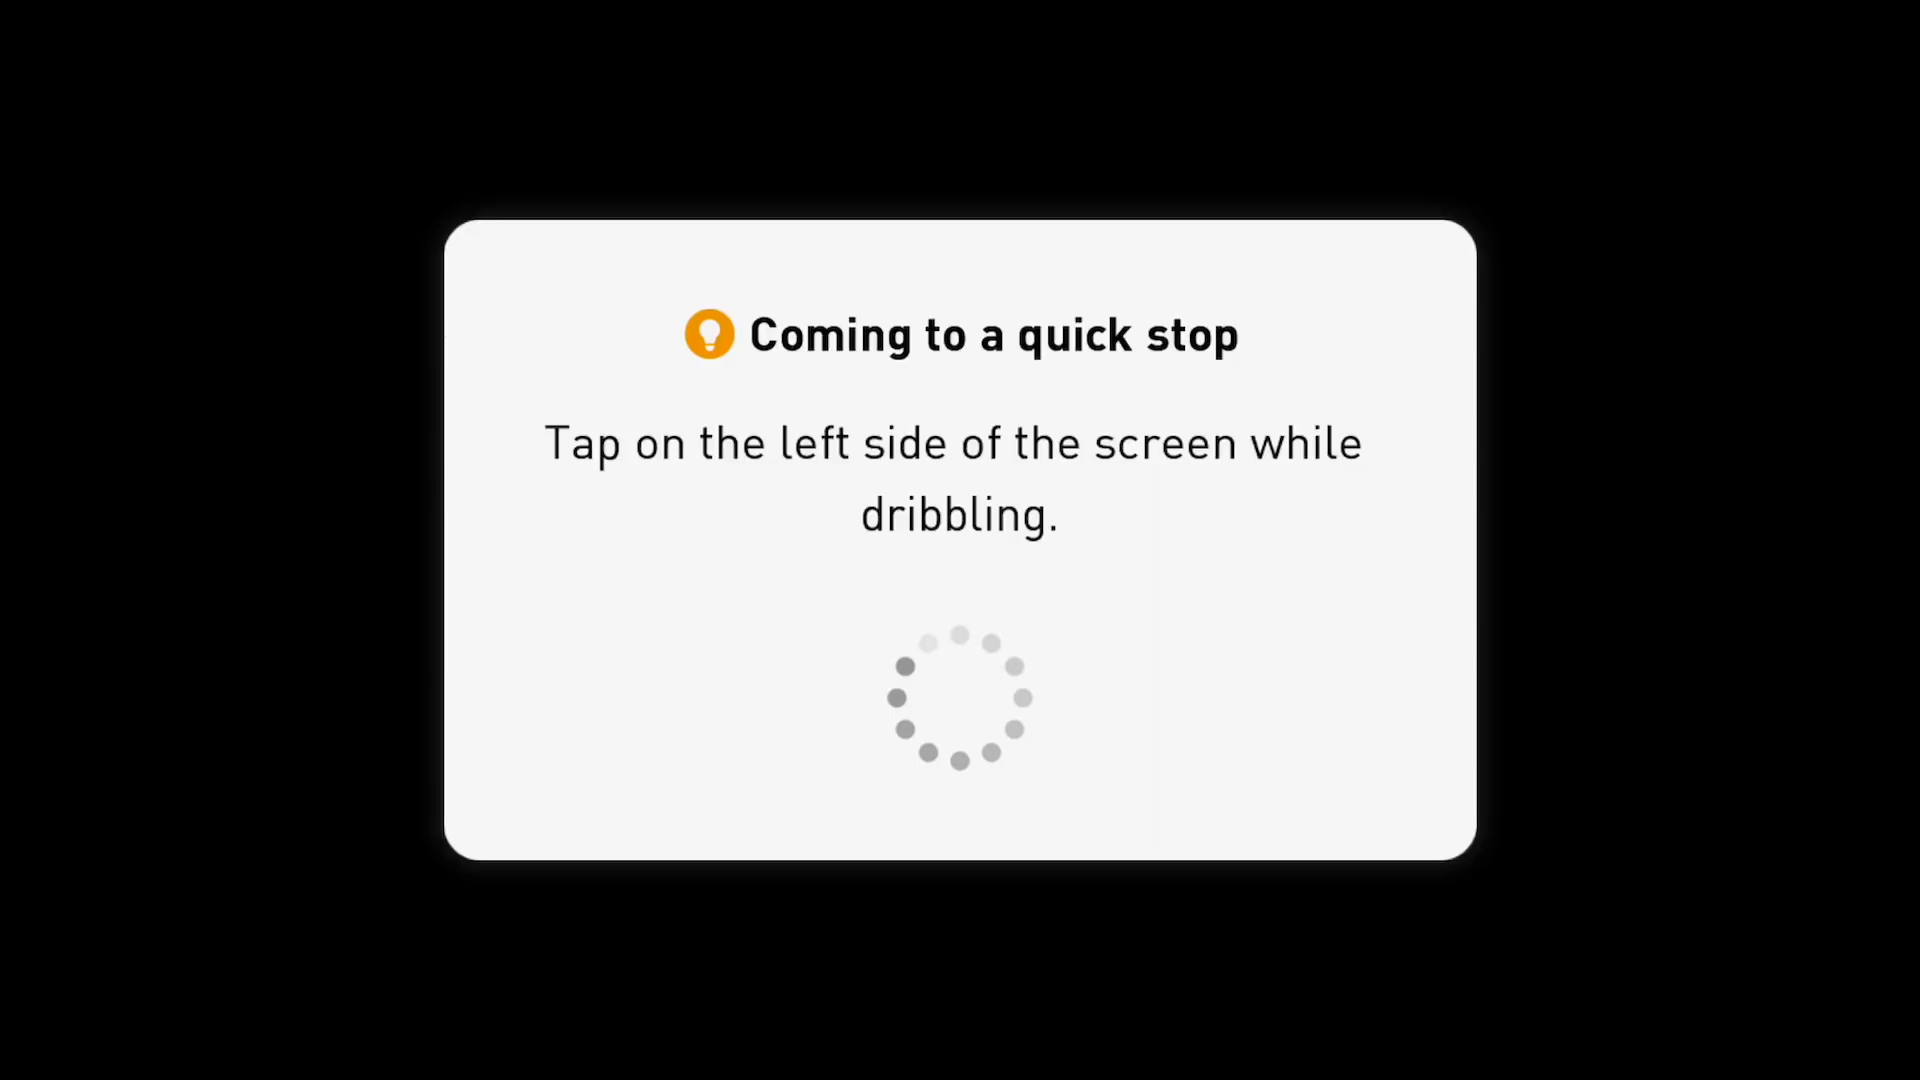 Coming to a quick stop
Tap on the left side of the screen while
dribbling.